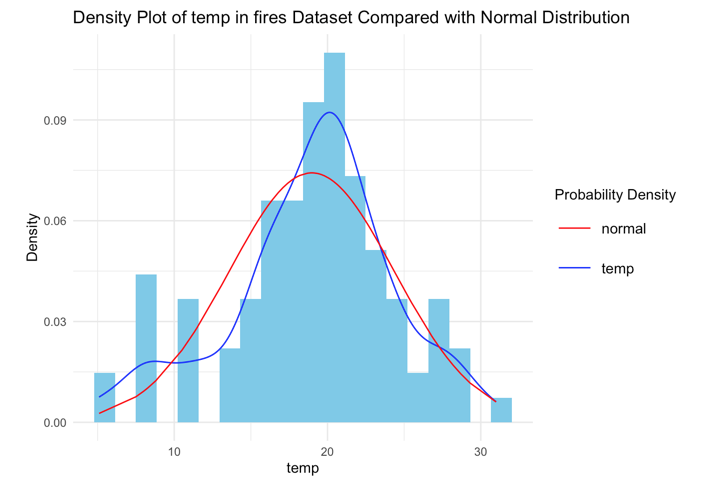 Density Plot of temp in fires Dataset Compared with Normal Distribution
0.09
0.06
0.03
0.00
Density
10
20
30
temp
Probability Density
normal
temp